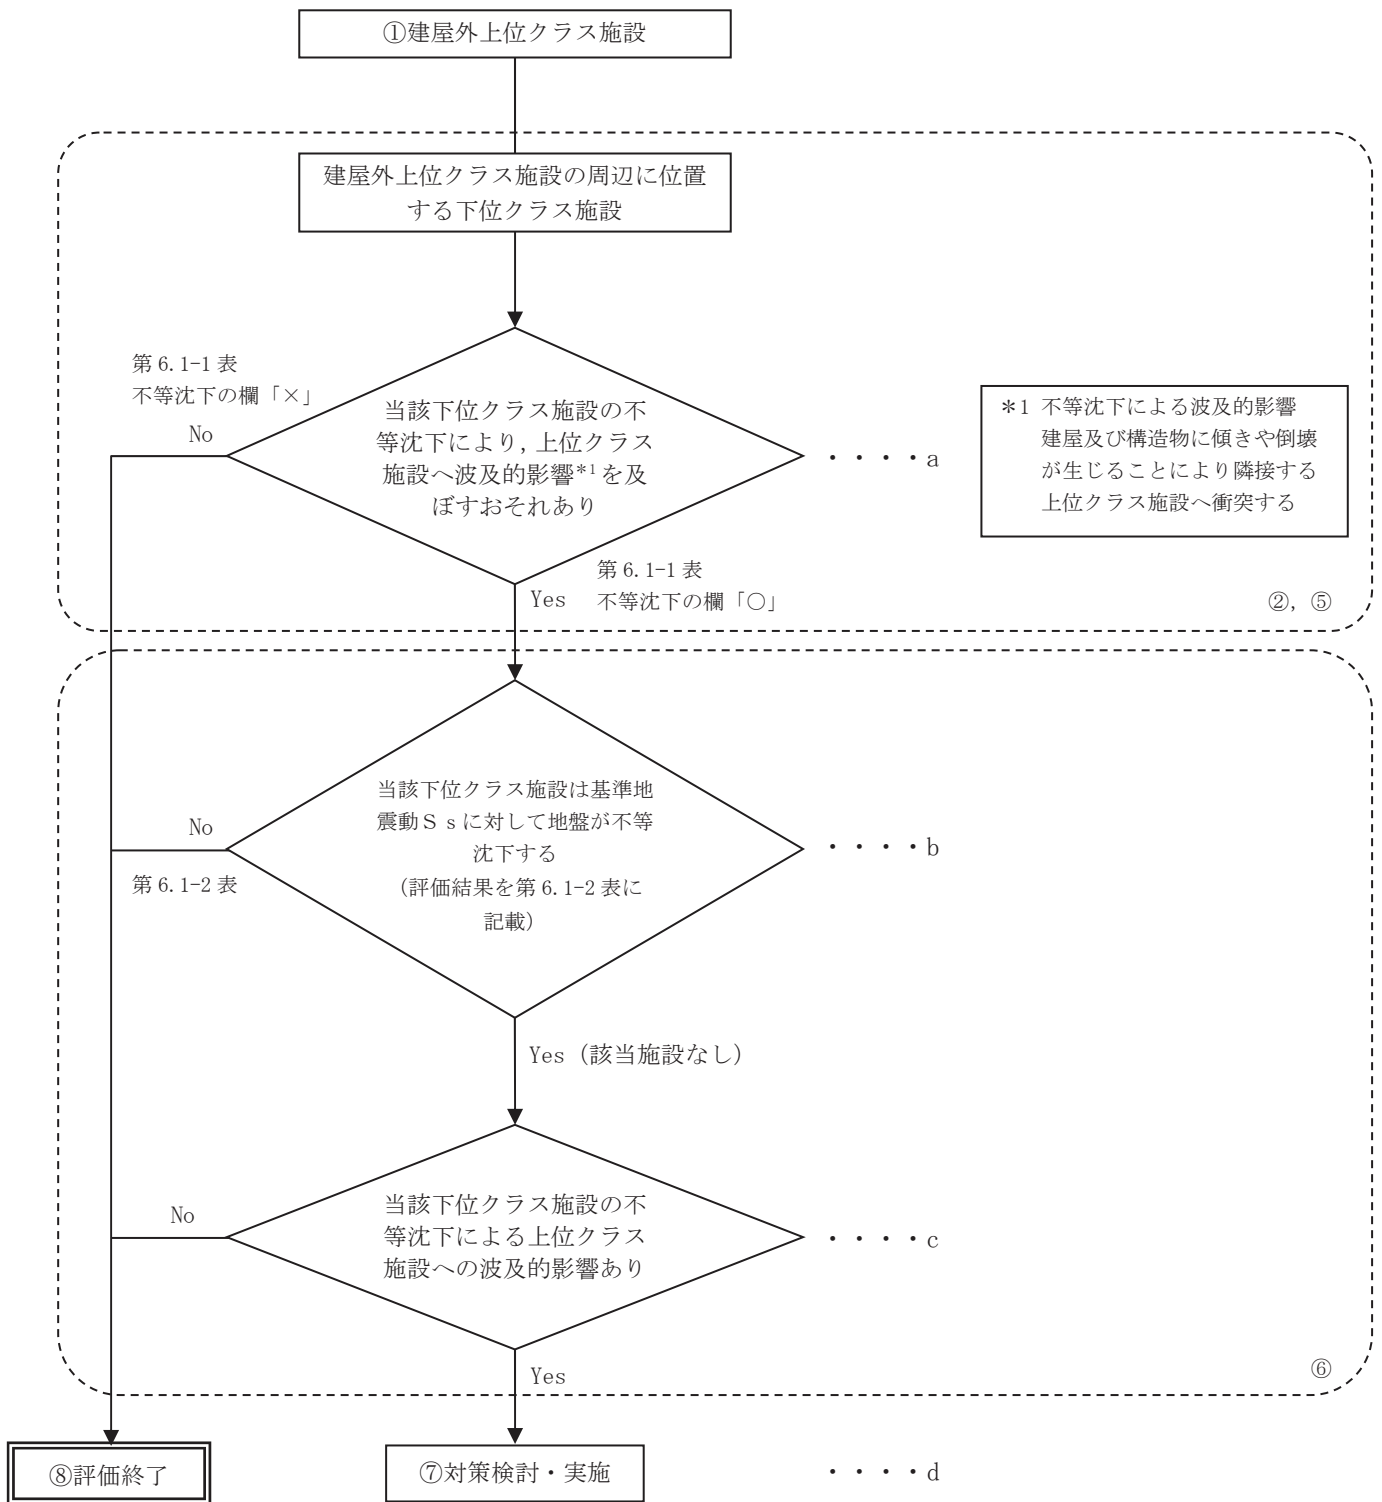 ①建屋外上位クラス施設
建屋外上位クラス施設の周辺に位置
する下位クラス施設
第 6.1-1 表
不等沈下の欄「×」
No
当該下位クラス施設の不
等沈下により，上位クラス
施設へ波及的影響*1を及
ぼすおそれあり
・・・・a
＊1 不等沈下による波及的影響
建屋及び構造物に傾きや倒壊
が生じることにより隣接する
上位クラス施設へ衝突する
Yes
第 6.1-1 表
不等沈下の欄「○」
②，⑤
当該下位クラス施設は基準地
震動Ｓｓに対して地盤が不等
沈下する
（評価結果を第 6.1-2 表に
記載）
No
第 6.1-2 表
・・・・b
Yes（該当施設なし）
当該下位クラス施設の不
等沈下による上位クラス
施設への波及的影響あり
No
・・・・c
Yes
⑥
⑧評価終了
⑦対策検討・実施
・・・・d